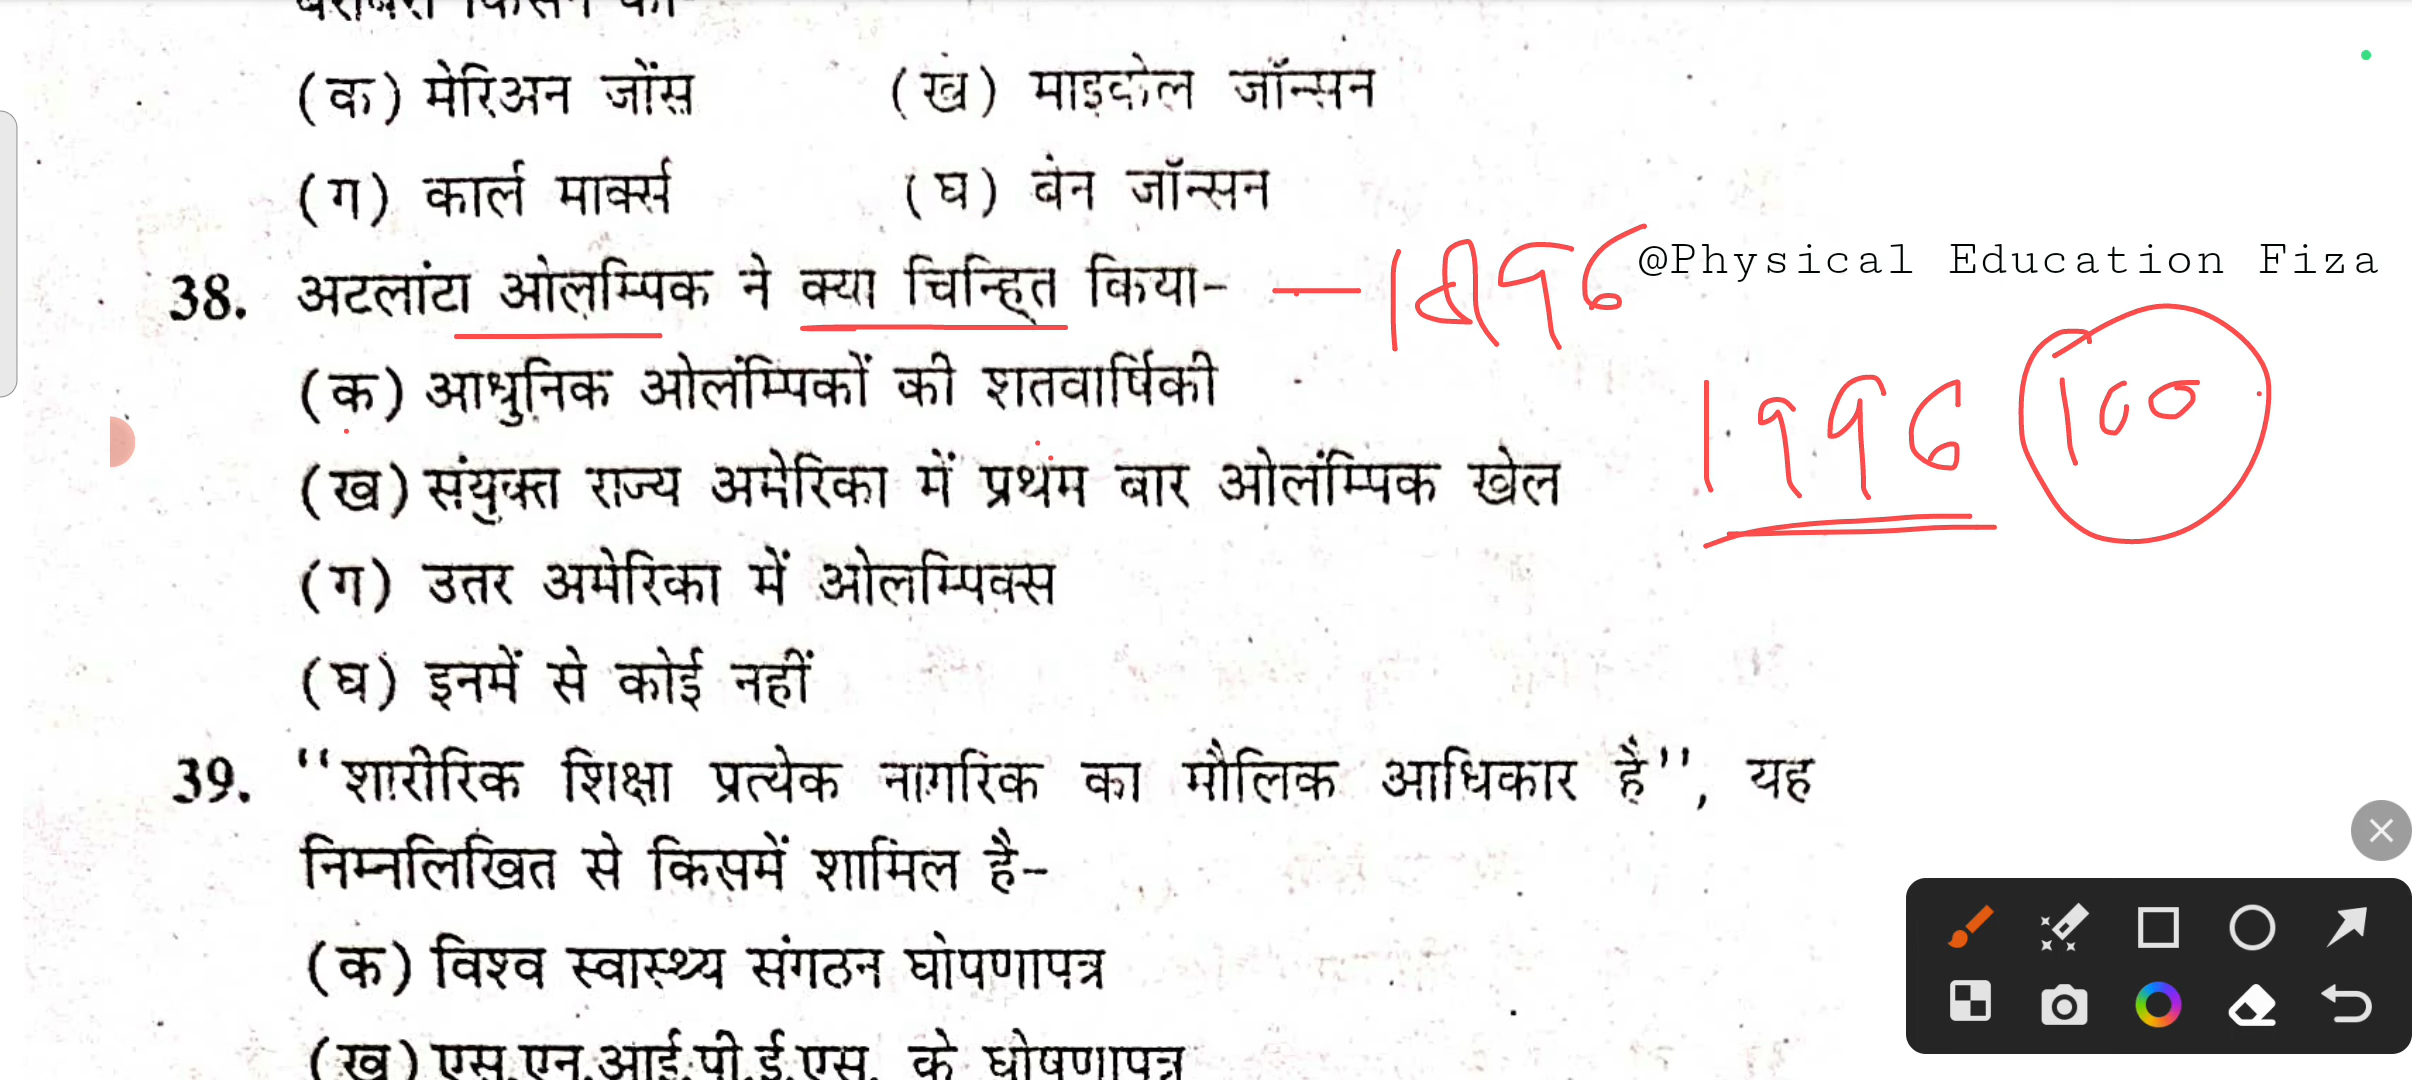 (क) मेरिअन जोंस (ख) माइकेल जॉन्सन
(ग) कार्ल मार्क्स (घ) बेन जॉन्सन
38. अटलांटा ओलम्पिक ने क्या चिन्हित किया- — 1896 @Physical Education Fiza
(क) आधुनिक ओलंम्पिकों की शतवार्षिकी
1996 100
(ख) संयुक्त राज्य अमेरिका में प्रथम बार ओलंम्पिक खेल
(ग) उतर अमेरिका में ओलम्पिक्स
(घ) इनमें से कोई नहीं
39. ‘‘शारीरिक शिक्षा प्रत्येक नागरिक का मौलिक आधिकार है’’, यह
निम्नलिखित से किसमें शामिल है-
(क) विश्व स्वास्थ्य संगठन घोषणापत्र
(ख) एस.एन.आई.पी.ई.एस. के घोषणापत्र